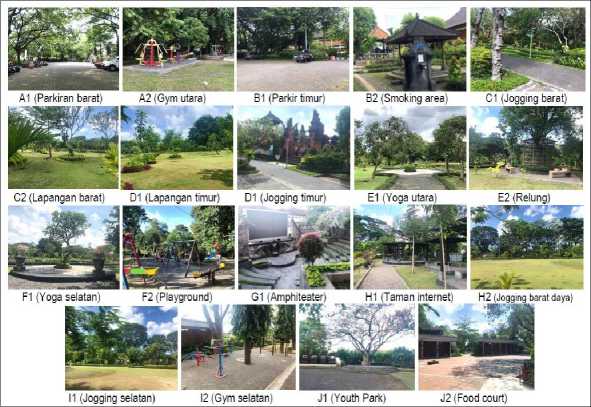 A1 (Parkiran barat) A2 (Gym utara) B1 (Parkir timur) B2 (Smoking area) C1 (Jogging barat)
C2 (Lapangan barat) D1 (Lapangan timur) D1 (Jogging timur) E1 (Yoga utara) E2 (Relung)
F1 (Yoga selatan) F2 (Playground) G1 (Amphiteater) H1 (Taman internet) H2 (Jogging barat daya)
I1 (Jogging selatan) I2 (Gym selatan) J1 (Youth Park) J2 (Food court)